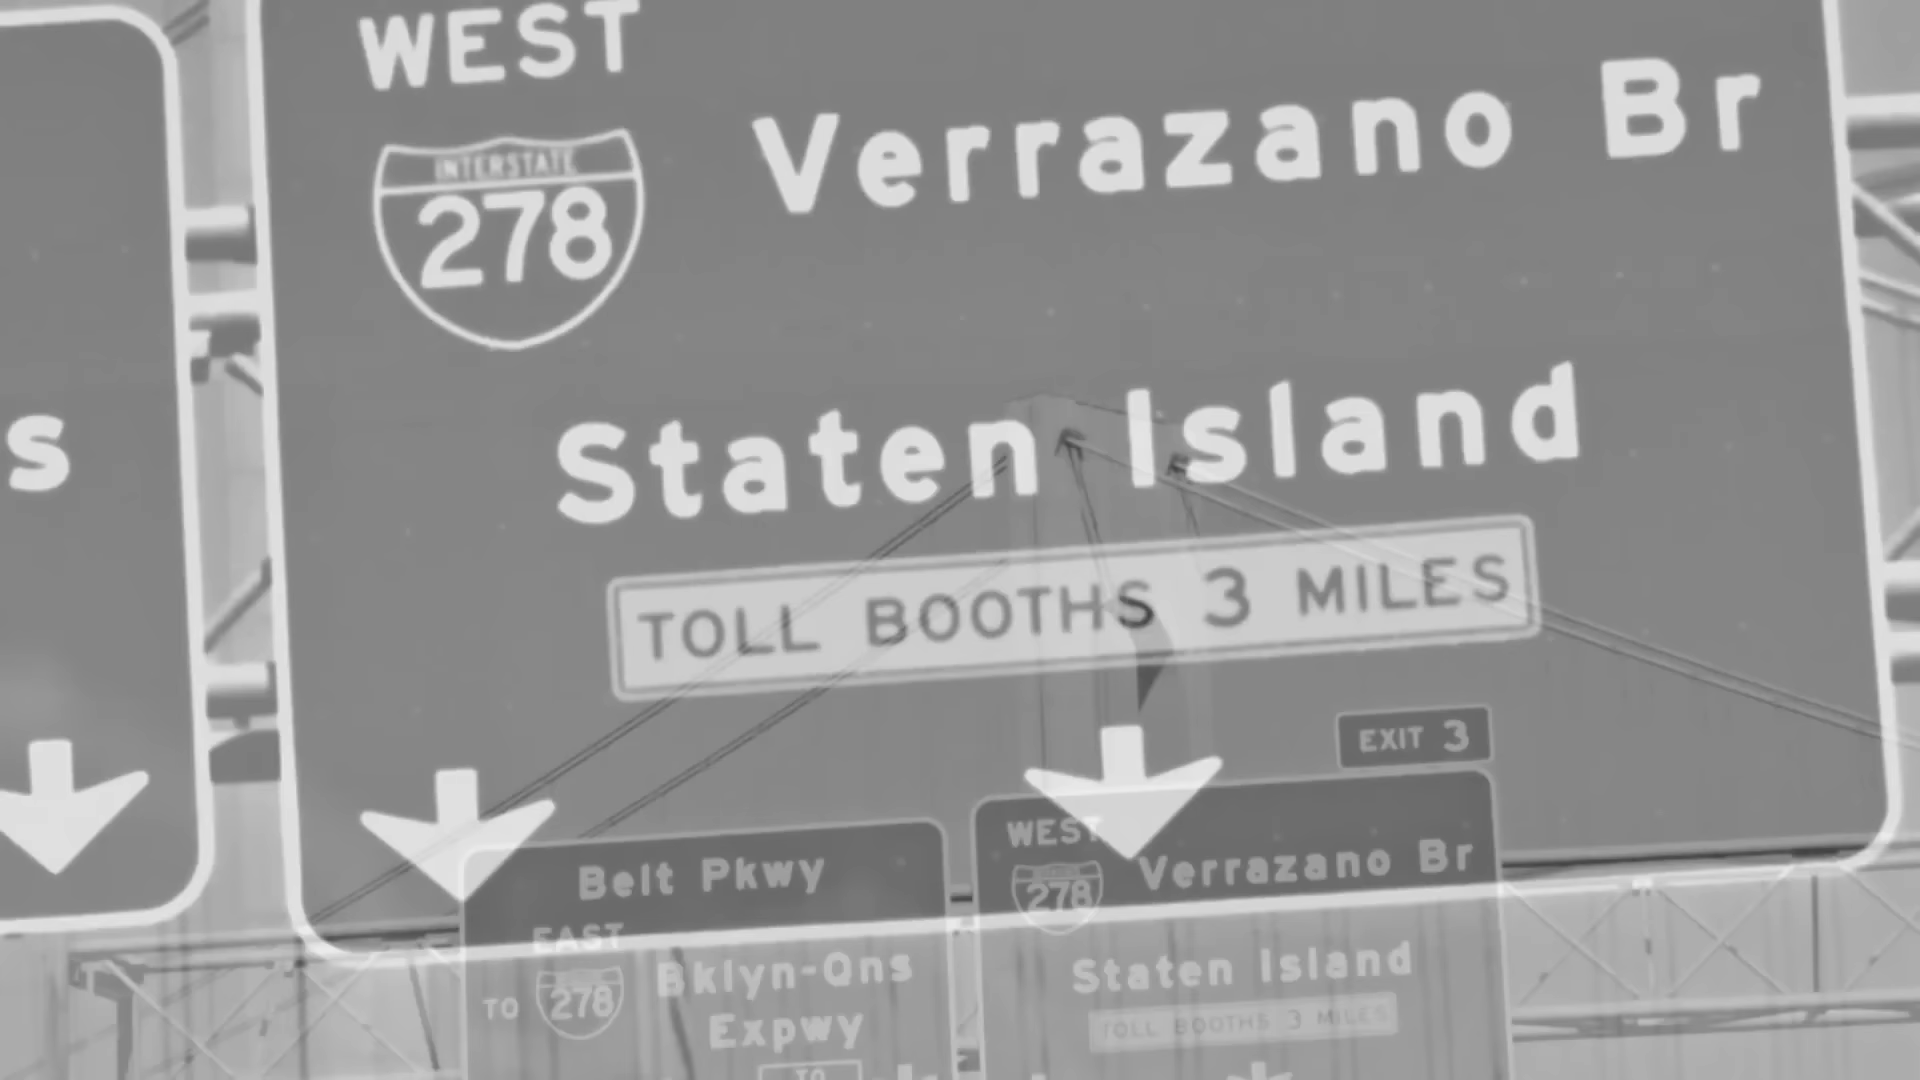 WEST
INTERSTATE
278
Verrazano Br
Staten Island
TOLL BOOTHS 3 MILES
s
EXIT 3
Belt Pkwy
EAST
TO 278
Bklyn-Qns
Expwy
TO
WEST
278
Verrazano Br
Staten Island
TOLL BOOTHS 3 MILES